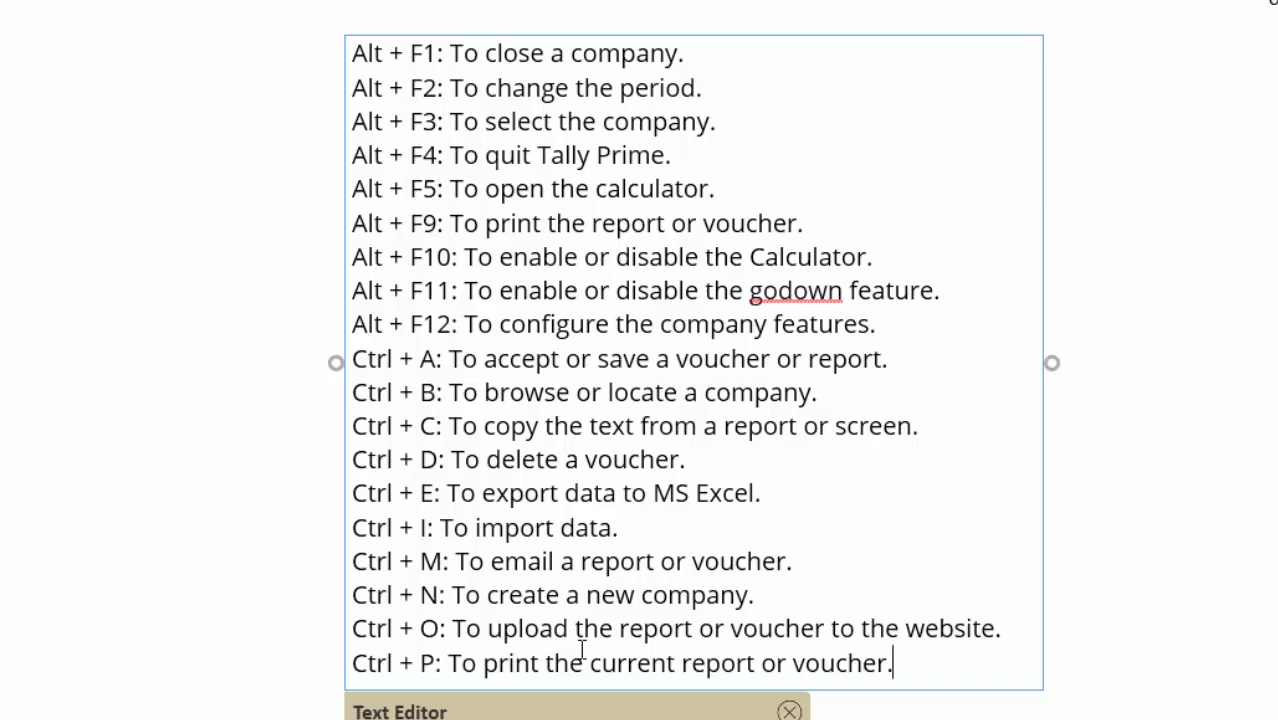 Alt + F1: To close a company.
Alt + F2: To change the period.
Alt + F3: To select the company.
Alt + F4: To quit Tally Prime.
Alt + F5: To open the calculator.
Alt + F9: To print the report or voucher.
Alt + F10: To enable or disable the Calculator.
Alt + F11: To enable or disable the godown feature.
Alt + F12: To configure the company features.
Ctrl + A: To accept or save a voucher or report.
Ctrl + B: To browse or locate a company.
Ctrl + C: To copy the text from a report or screen.
Ctrl + D: To delete a voucher.
Ctrl + E: To export data to MS Excel.
Ctrl + I: To import data.
Ctrl + M: To email a report or voucher.
Ctrl + N: To create a new company.
Ctrl + O: To upload the report or voucher to the website.
Ctrl + P: To print the current report or voucher.
Text Editor